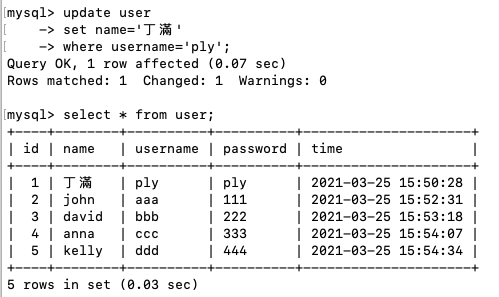 mysql> update user
    -> set name='丁滿'
    -> where username='ply';
Query OK, 1 row affected (0.07 sec)
Rows matched: 1  Changed: 1  Warnings: 0

mysql> select * from user;
+----+-------+----------+----------+---------------------+
| id | name  | username | password | time                |
+----+-------+----------+----------+---------------------+
|  1 | 丁滿  | ply      | ply      | 2021-03-25 15:50:28 |
|  2 | john  | aaa      | 111      | 2021-03-25 15:52:31 |
|  3 | david | bbb      | 222      | 2021-03-25 15:53:18 |
|  4 | anna  | ccc      | 333      | 2021-03-25 15:54:07 |
|  5 | kelly | ddd      | 444      | 2021-03-25 15:54:34 |
+----+-------+----------+----------+---------------------+
5 rows in set (0.03 sec)